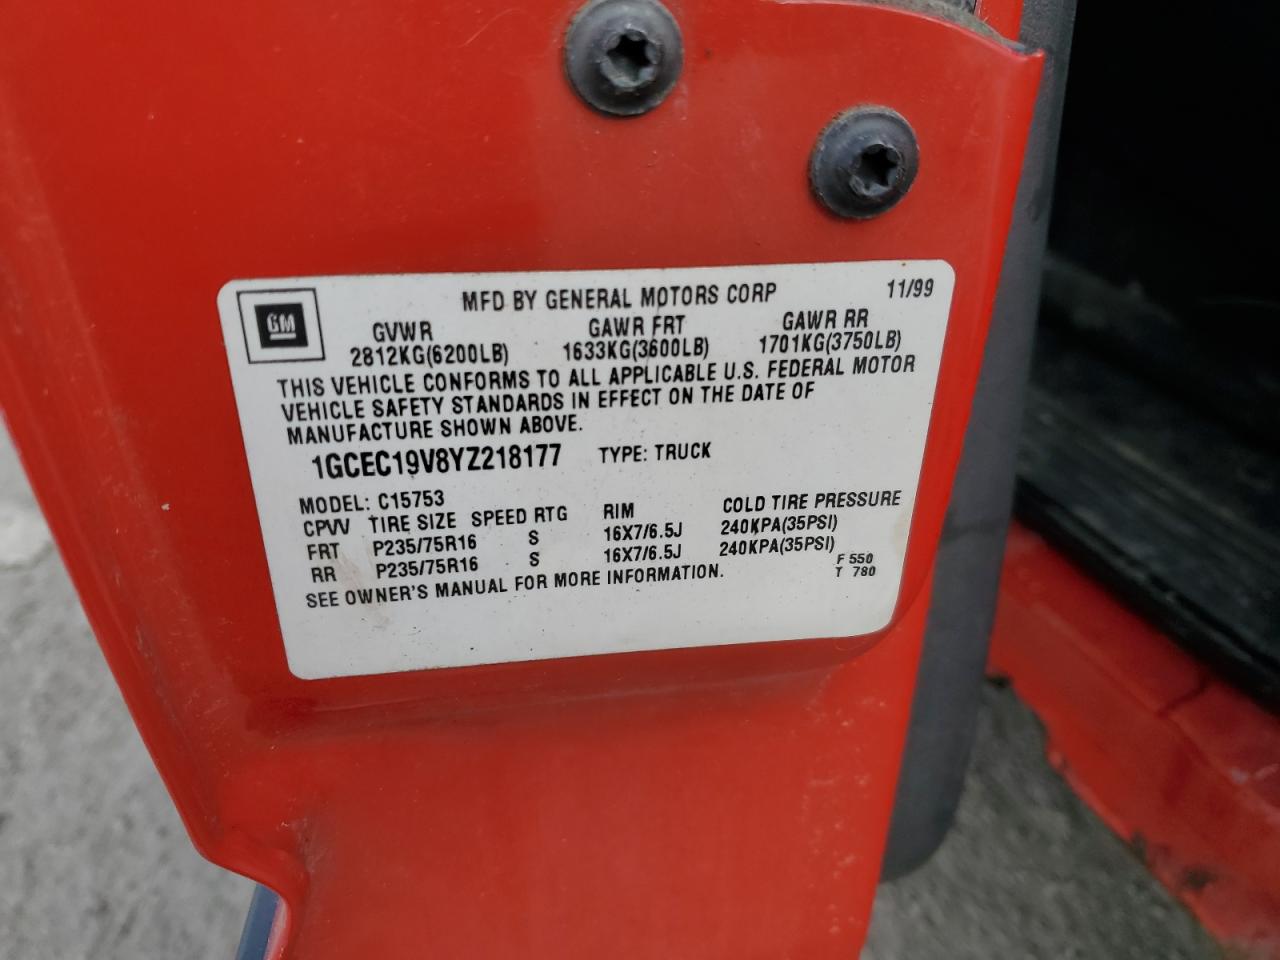 GM
MFD BY GENERAL MOTORS CORP 11/99
GVWR GAWR FRT GAWR RR
2812KG(6200LB) 1633KG(3600LB) 1701KG(3750LB)
THIS VEHICLE CONFORMS TO ALL APPLICABLE U.S. FEDERAL MOTOR
VEHICLE SAFETY STANDARDS IN EFFECT ON THE DATE OF
MANUFACTURE SHOWN ABOVE.
1GCEC19V8YZ218177 TYPE: TRUCK
MODEL: C15753
CPVV TIRE SIZE SPEED RTG RIM COLD TIRE PRESSURE
FRT P235/75R16 S 16X7/6.5J 240KPA(35PSI)
RR P235/75R16 S 16X7/6.5J 240KPA(35PSI)
SEE OWNER'S MANUAL FOR MORE INFORMATION.
F 550
T 780